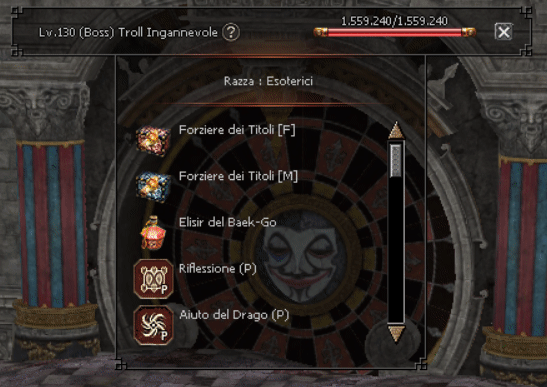 1.559.240/1.559.240
Lv.130 (Boss) Troll Ingannevole ?
Razza : Esoterici
Forziere dei Titoli [F]
Forziere dei Titoli [M]
Elisir del Baek-Go
Riflessione (P)
P
Aiuto del Drago (P)
P